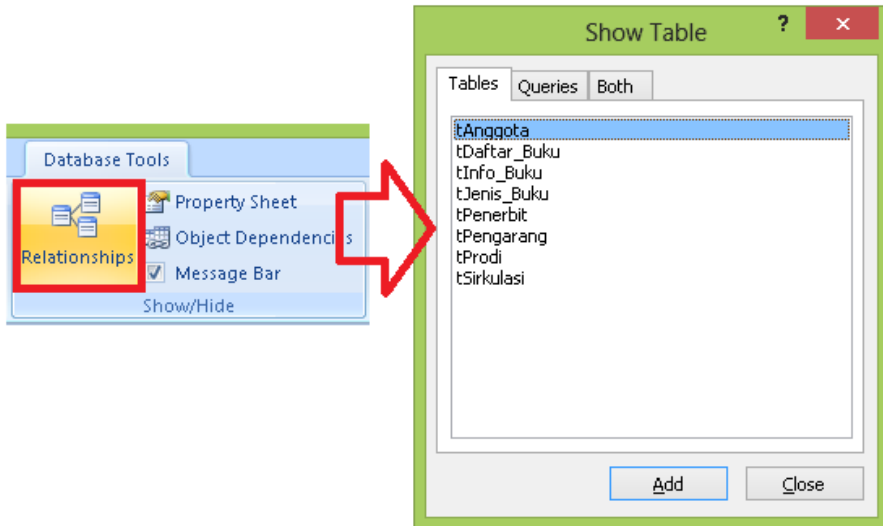 Database Tools
Relationships
Property Sheet
Object Dependencies
Message Bar
Show/Hide
Show Table
?
×
Tables
Queries
Both
tAnggota
tDaftar_Buku
tInfo_Buku
tJenis_Buku
tPenerbit
tPengarang
tProdi
tSirkulasi
Add
Close